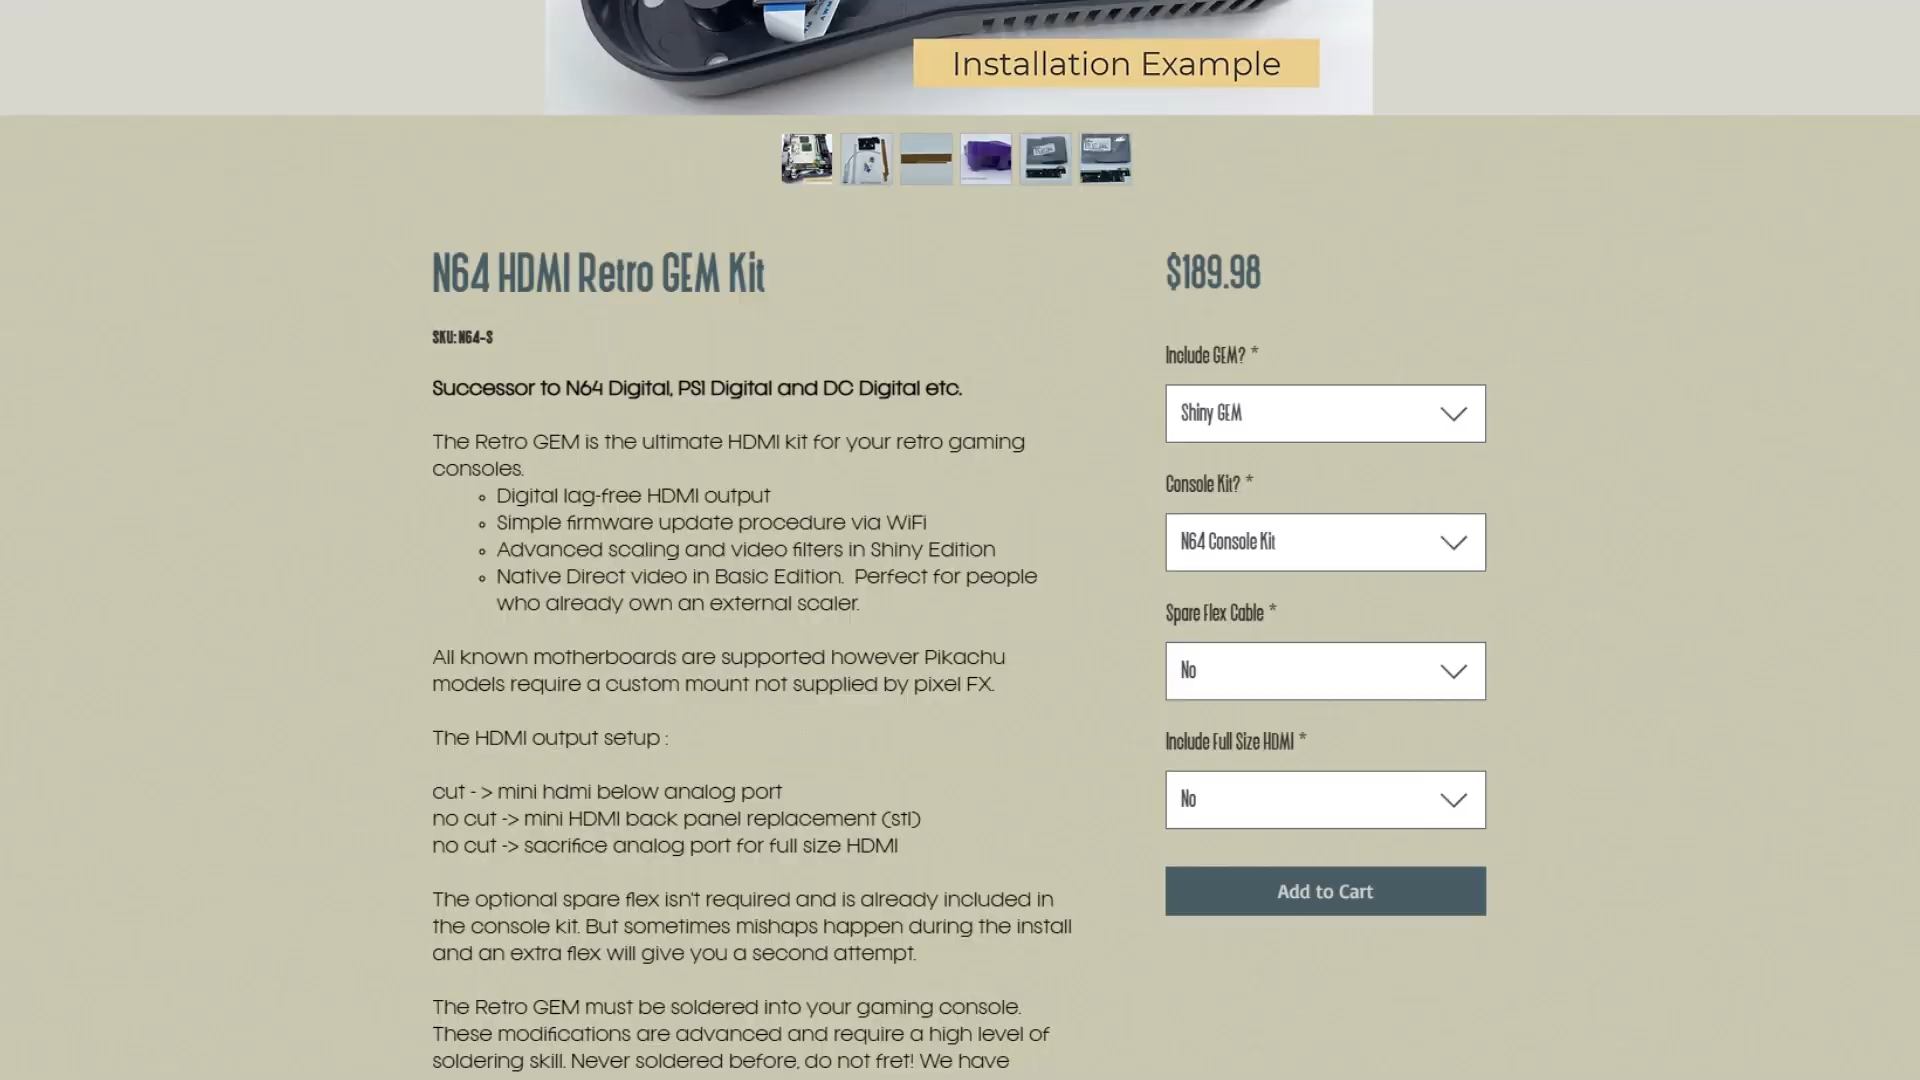 Installation Example
N64 HDMI Retro GEM Kit
SKU: N64-S
Successor to N64 Digital, PS1 Digital and DC Digital etc.
The Retro GEM is the ultimate HDMI kit for your retro gaming
consoles.
Digital lag-free HDMI output
Simple firmware update procedure via WiFi
Advanced scaling and video filters in Shiny Edition
Native Direct video in Basic Edition. Perfect for people
who already own an external scaler.
All known motherboards are supported however Pikachu
models require a custom mount not supplied by pixel FX.
The HDMI output setup :
cut - > mini hdmi below analog port
no cut -> mini HDMI back panel replacement (stl)
no cut -> sacrifice analog port for full size HDMI
The optional spare flex isn't required and is already included in
the console kit. But sometimes mishaps happen during the install
and an extra flex will give you a second attempt.
The Retro GEM must be soldered into your gaming console.
These modifications are advanced and require a high level of
soldering skill. Never soldered before, do not fret! We have
$189.98
Include GEM? *
Shiny GEM
Console Kit? *
N64 Console Kit
Spare Flex Cable *
No
Include Full Size HDMI *
No
Add to Cart